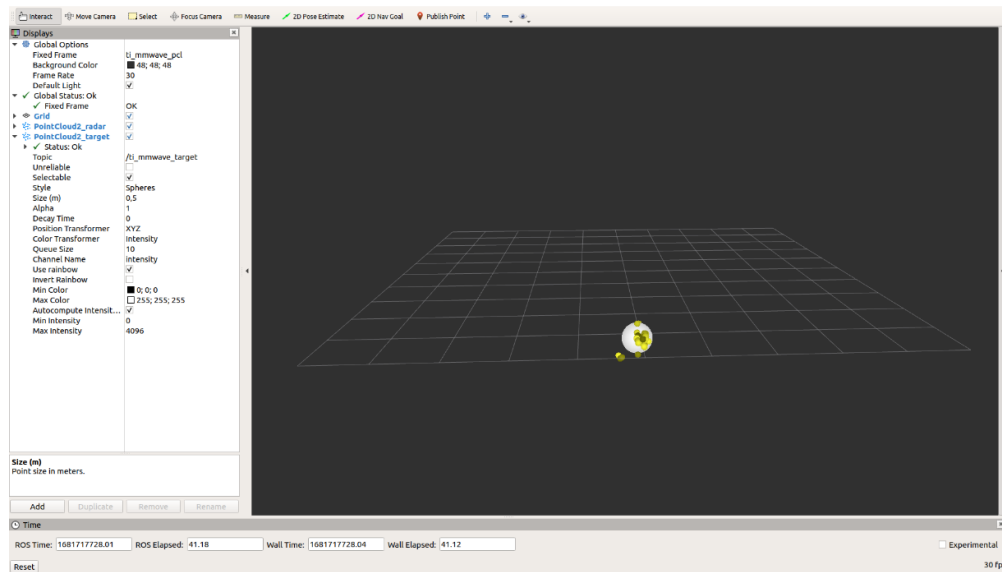 Interact Move Camera Select Focus Camera Measure 2D Pose Estimate 2D Nav Goal Publish Point
Displays
Global Options
Fixed Frame ti_mmwave_pcl
Background Color 48; 48; 48
Frame Rate 30
Default Light
Global Status: Ok
Fixed Frame OK
Grid
PointCloud2_radar
PointCloud2_target
Status: Ok
Topic /ti_mmwave_target
Unreliable
Selectable
Style Spheres
Size (m) 0,5
Alpha 1
Decay Time 0
Position Transformer XYZ
Color Transformer Intensity
Queue Size 10
Channel Name intensity
Use rainbow
Invert Rainbow
Min Color 0; 0; 0
Max Color 255; 255; 255
Autocompute Intensit...
Min Intensity 0
Max Intensity 4096
Size (m)
Point size in meters.
Add Duplicate Remove Rename
Time
ROS Time: 1681717728.01 ROS Elapsed: 41.18 Wall Time: 1681717728.04 Wall Elapsed: 41.12 Experimental
Reset 30 fp